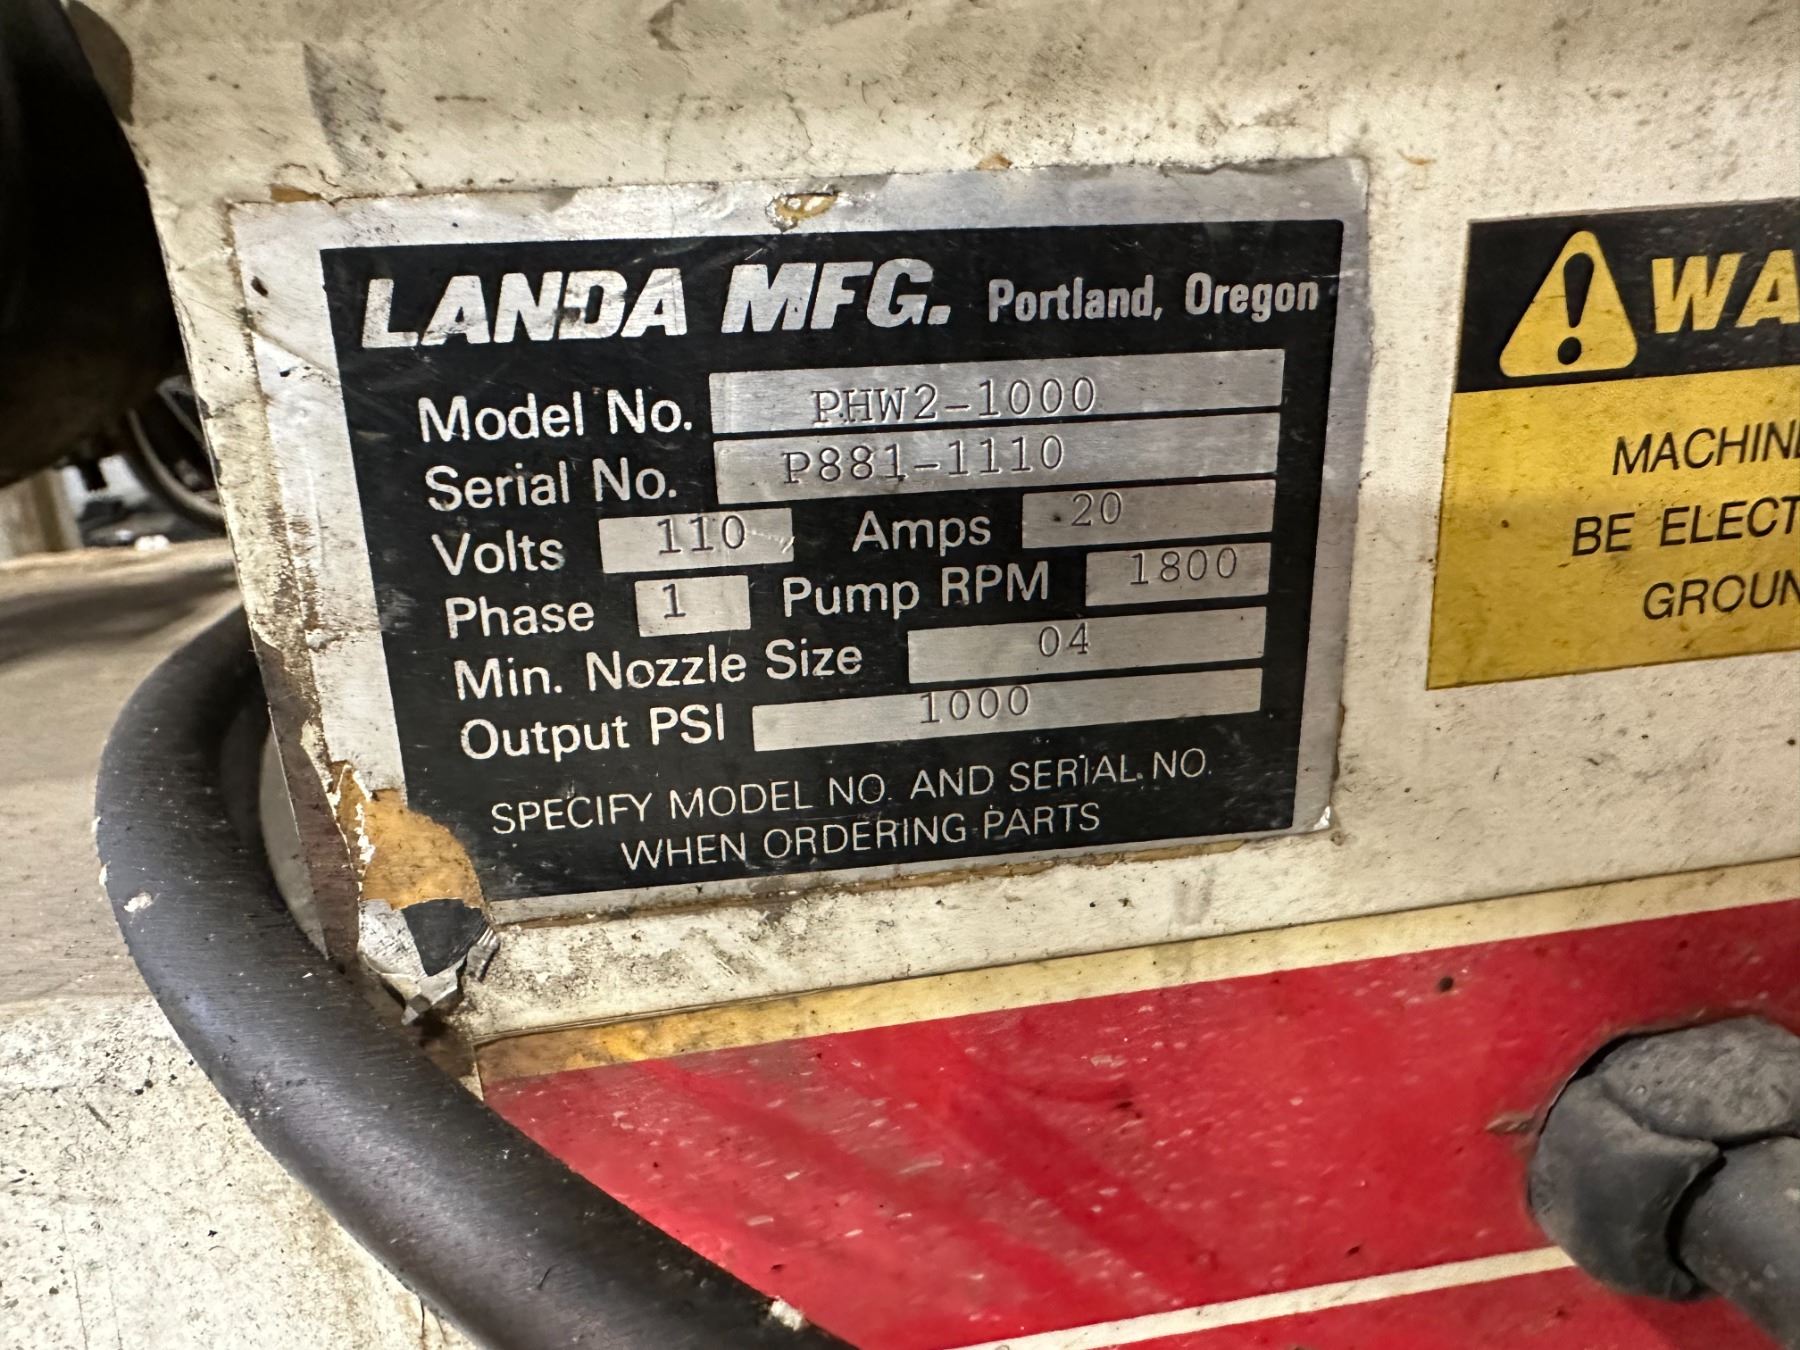 LANDA MFG. Portland, Oregon
Model No. PHW2-1000
Serial No. P881-1110
Volts 110 Amps 20
Phase 1 Pump RPM 1800
Min. Nozzle Size 04
Output PSI 1000
SPECIFY MODEL NO. AND SERIAL NO.
WHEN ORDERING PARTS
WA
MACHINE
BE ELECT
GROUN